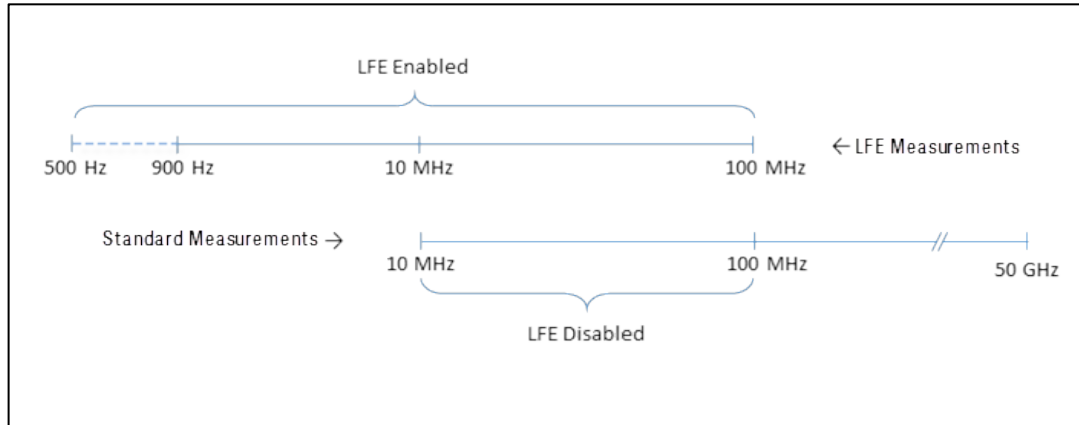 LFE Enabled
500 Hz 900 Hz 10 MHz 100 MHz ← LFE Measurements
Standard Measurements →
10 MHz 100 MHz 50 GHz
LFE Disabled